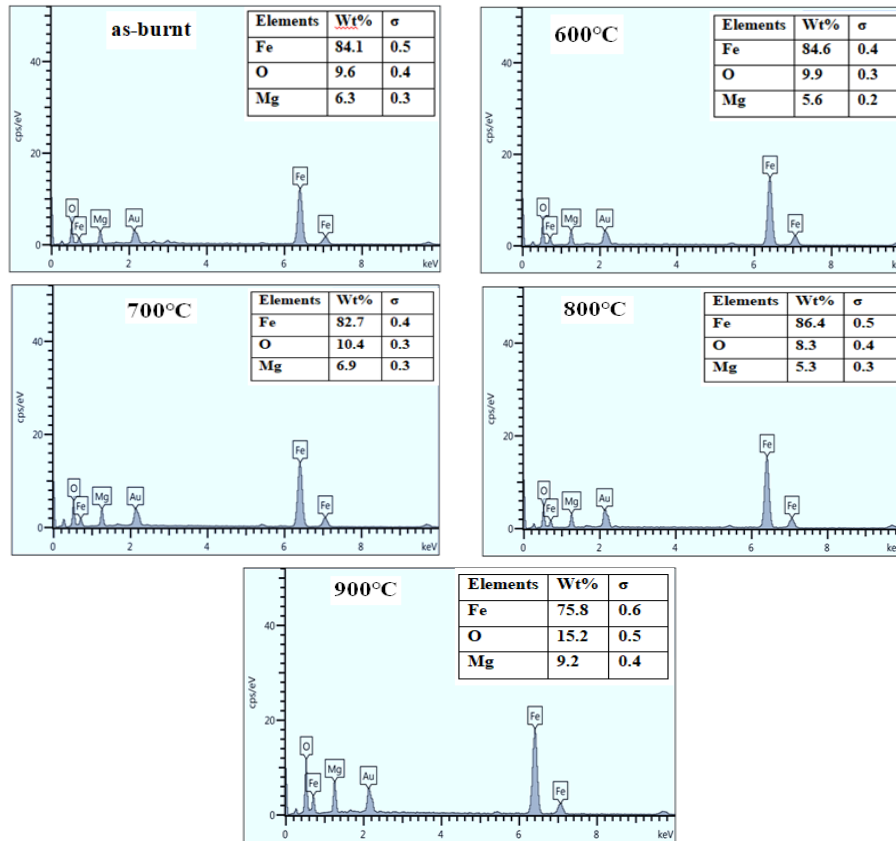 as-burnt
Elements Wt% σ
Fe 84.1 0.5
O 9.6 0.4
Mg 6.3 0.3
cps/eV
40
20
0
O
Fe
Mg
Au
Fe
Fe
0 2 4 6 8 keV
600°C
Elements Wt% σ
Fe 84.6 0.4
O 9.9 0.3
Mg 5.6 0.2
cps/eV
40
20
0
O
Fe
Mg
Au
Fe
Fe
0 2 4 6 8 keV
700°C
Elements Wt% σ
Fe 82.7 0.4
O 10.4 0.3
Mg 6.9 0.3
cps/eV
40
20
0
O
Fe
Mg
Au
Fe
Fe
0 2 4 6 8 keV
800°C
Elements Wt% σ
Fe 86.4 0.5
O 8.3 0.4
Mg 5.3 0.3
cps/eV
40
20
0
O
Fe
Mg
Au
Fe
Fe
0 2 4 6 8 keV
900°C
Elements Wt% σ
Fe 75.8 0.6
O 15.2 0.5
Mg 9.2 0.4
cps/eV
40
20
0
O
Fe
Mg
Au
Fe
Fe
0 2 4 6 8 keV